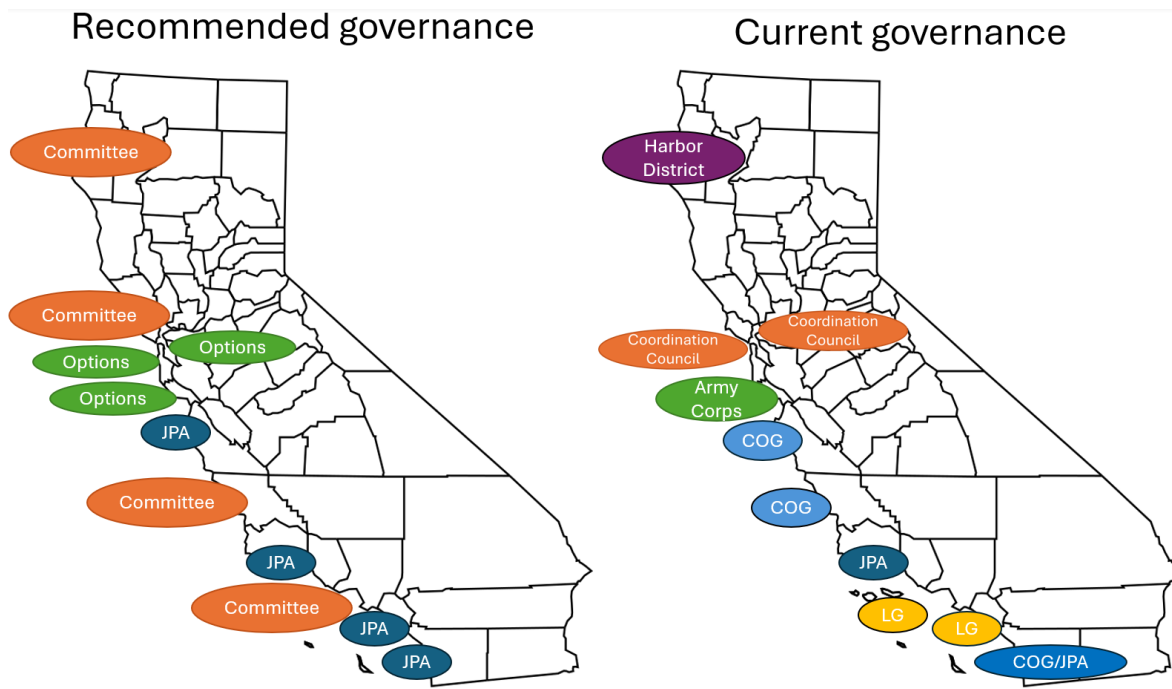 Recommended governance
Committee
Committee
Options
Options
Options
JPA
Committee
JPA
Committee
JPA
JPA
Current governance
Harbor
District
Coordination
Council
Coordination
Council
Army
Corps
COG
COG
JPA
LG
LG
COG/JPA